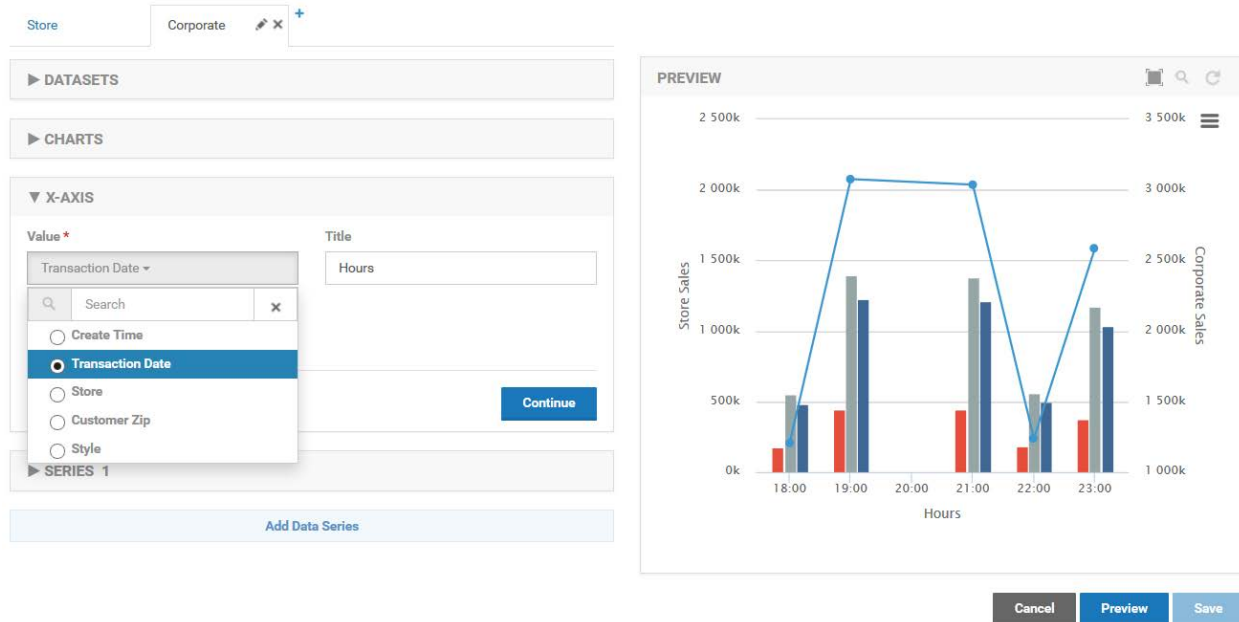 Store
Corporate
+
DATASETS
CHARTS
X-AXIS
Value *
Title
Transaction Date
Hours
Search
Create Time
Transaction Date
Store
Customer Zip
Style
Continue
SERIES 1
Add Data Series
PREVIEW
2 500k
2 000k
1 500k
1 000k
500k
0k
Store Sales
3 500k
3 000k
2 500k
2 000k
1 500k
1 000k
Corporate Sales
18:00 19:00 20:00 21:00 22:00 23:00
Hours
Cancel
Preview
Save